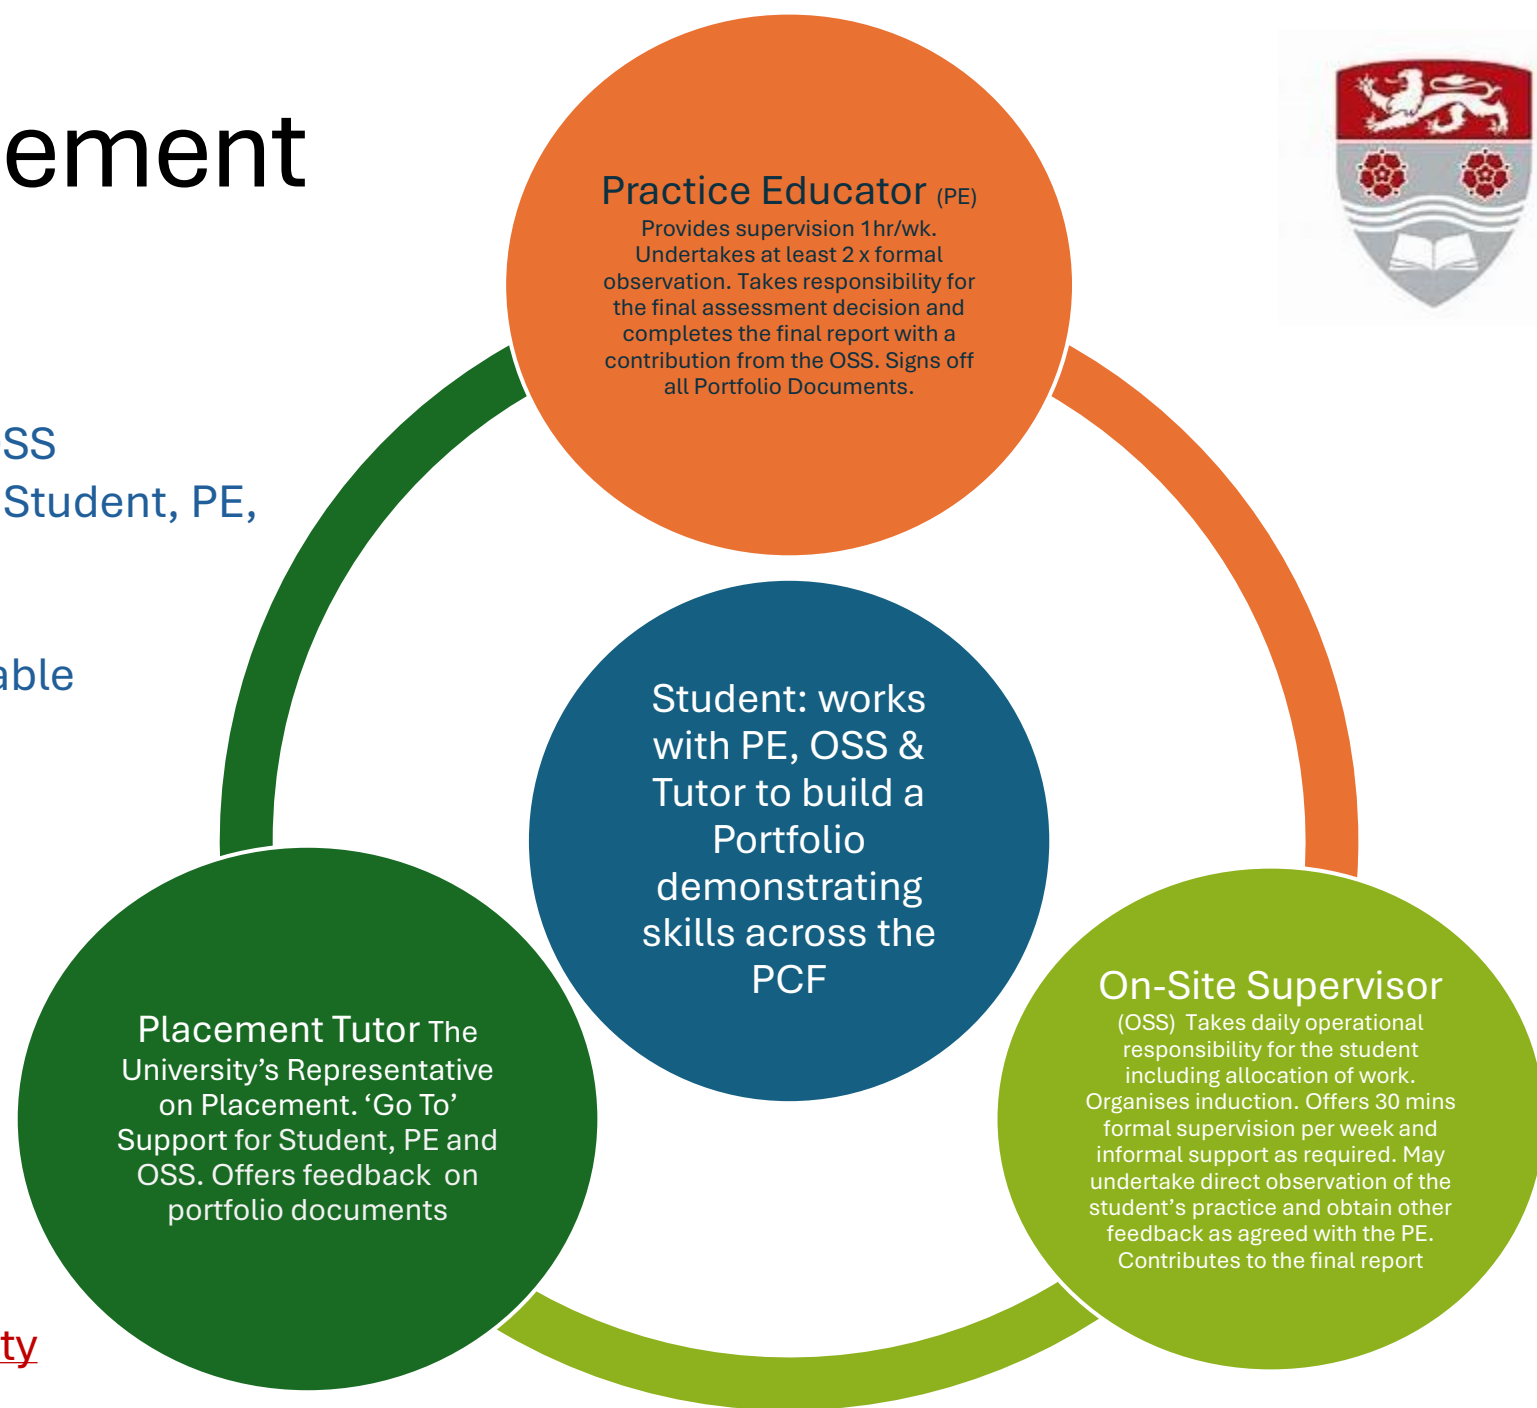 ement
SS
Student, PE,
able
ty
Practice Educator (PE)
Provides supervision 1hr/wk.
Undertakes at least 2 x formal
observation. Takes responsibility for
the final assessment decision and
completes the final report with a
contribution from the OSS. Signs off
all Portfolio Documents.
Student: works
with PE, OSS &
Tutor to build a
Portfolio
demonstrating
skills across the
PCF
Placement Tutor The
University’s Representative
on Placement. ‘Go To’
Support for Student, PE and
OSS. Offers feedback on
portfolio documents
On-Site Supervisor
(OSS) Takes daily operational
responsibility for the student
including allocation of work.
Organises induction. Offers 30 mins
formal supervision per week and
informal support as required. May
undertake direct observation of the
student’s practice and obtain other
feedback as agreed with the PE.
Contributes to the final report